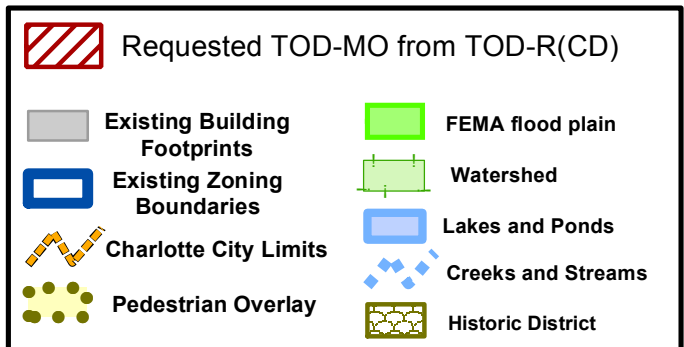 Requested TOD-MO from TOD-R(CD)
Existing Building
Footprints
Existing Zoning
Boundaries
Charlotte City Limits
Pedestrian Overlay
FEMA flood plain
Watershed
Lakes and Ponds
Creeks and Streams
Historic District